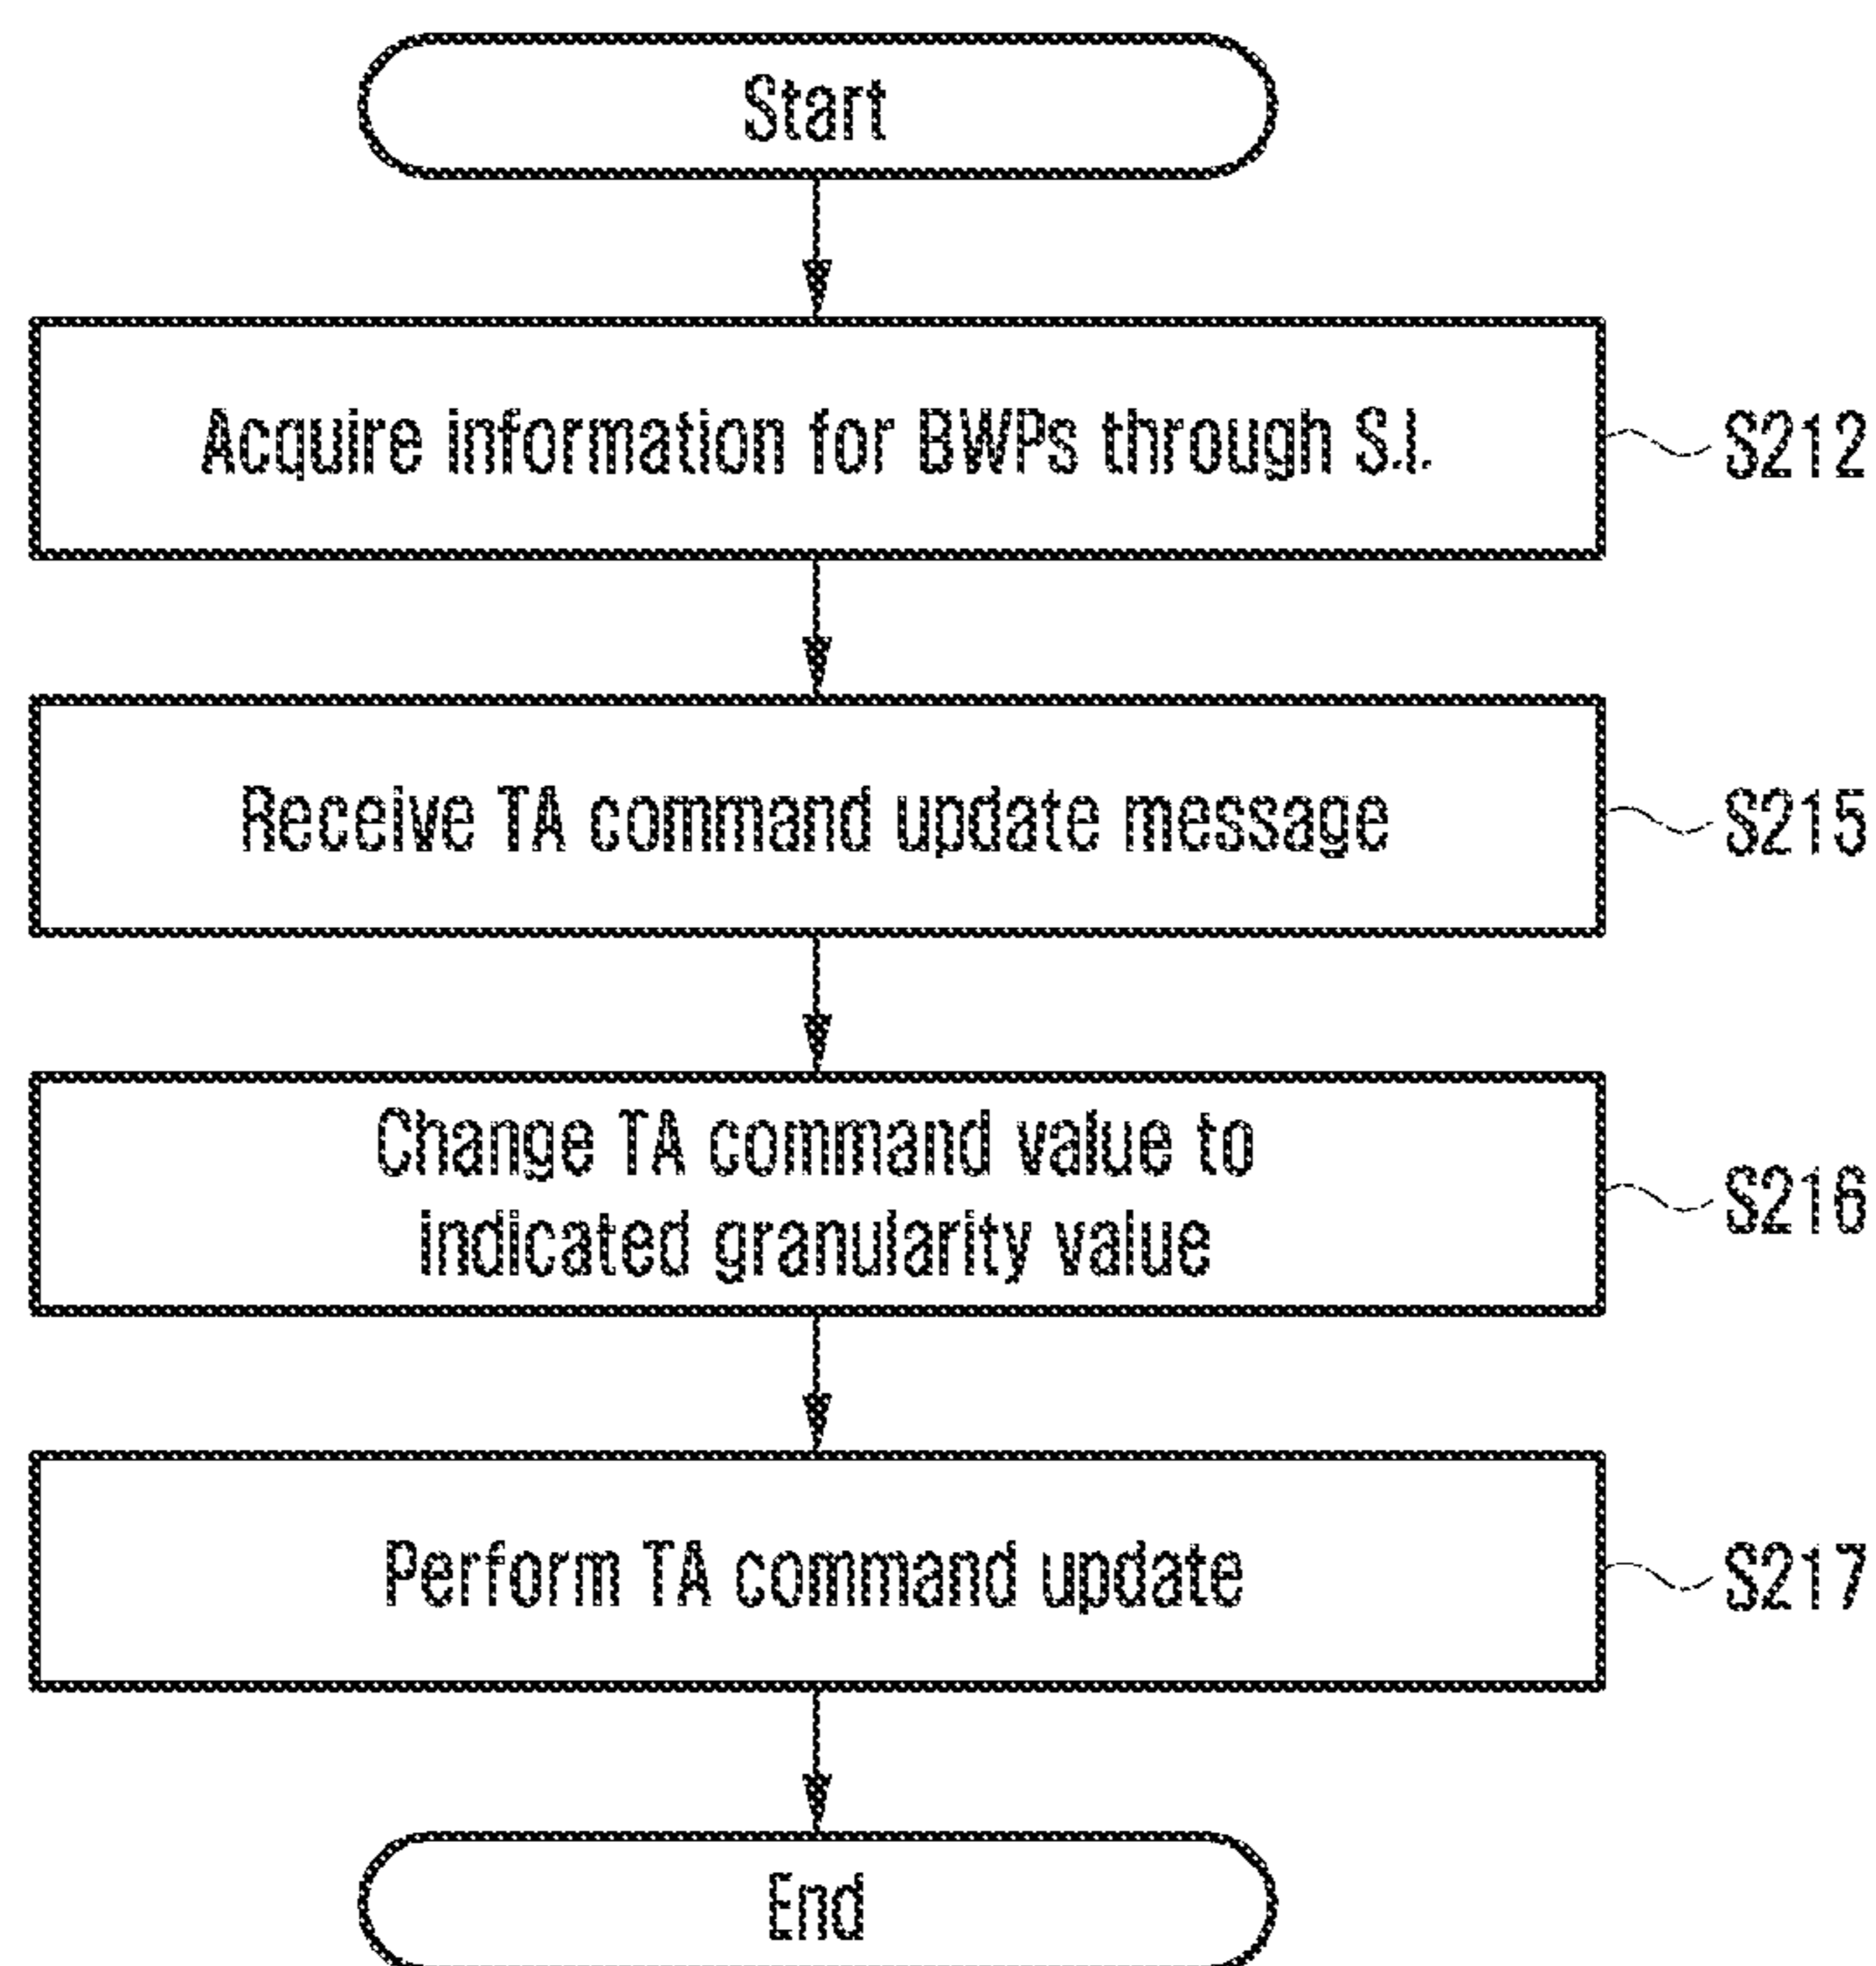 Start
Acquire information for BWPs through S.I.
S212
Receive TA command update message
S215
Change TA command value to
indicated granularity value
S216
Perform TA command update
S217
End